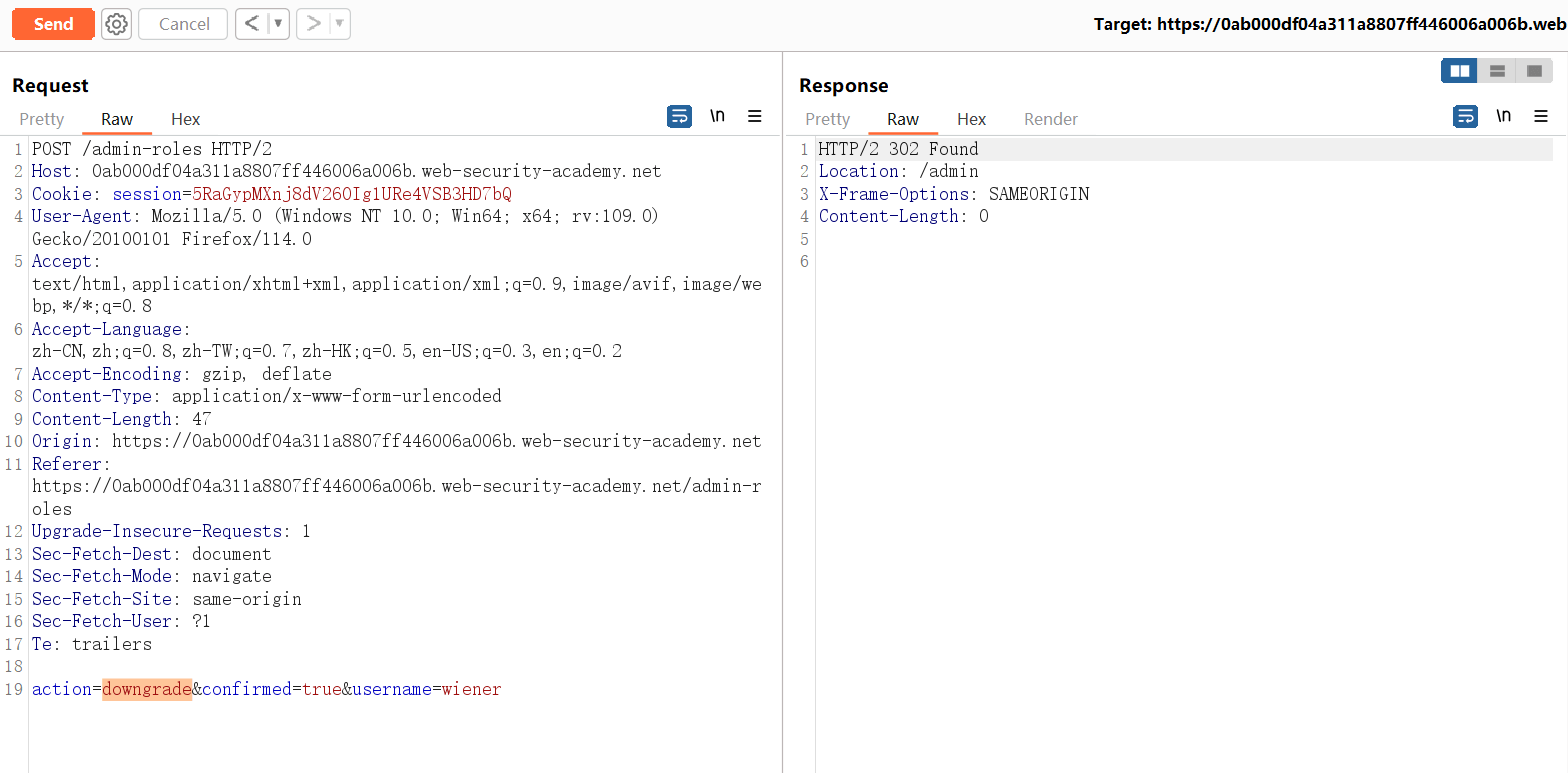 Send
Cancel
Target: https://0ab000df04a311a8807ff446006a006b.web
Request
Pretty Raw Hex
\n
1 POST /admin-roles HTTP/2
2 Host: 0ab000df04a311a8807ff446006a006b.web-security-academy.net
3 Cookie: session=5RaGypMXnj8dV260Ig1URe4VSB3HD7bQ
4 User-Agent: Mozilla/5.0 (Windows NT 10.0; Win64; x64; rv:109.0)
Gecko/20100101 Firefox/114.0
5 Accept:
text/html,application/xhtml+xml,application/xml;q=0.9,image/avif,image/we
bp,*/*;q=0.8
6 Accept-Language:
zh-CN,zh;q=0.8,zh-TW;q=0.7,zh-HK;q=0.5,en-US;q=0.3,en;q=0.2
7 Accept-Encoding: gzip, deflate
8 Content-Type: application/x-www-form-urlencoded
9 Content-Length: 47
10 Origin: https://0ab000df04a311a8807ff446006a006b.web-security-academy.net
11 Referer:
https://0ab000df04a311a8807ff446006a006b.web-security-academy.net/admin-r
oles
12 Upgrade-Insecure-Requests: 1
13 Sec-Fetch-Dest: document
14 Sec-Fetch-Mode: navigate
15 Sec-Fetch-Site: same-origin
16 Sec-Fetch-User: ?1
17 Te: trailers
18
19 action=downgrade&confirmed=true&username=wiener
Response
Pretty Raw Hex Render
\n
1 HTTP/2 302 Found
2 Location: /admin
3 X-Frame-Options: SAMEORIGIN
4 Content-Length: 0
5
6